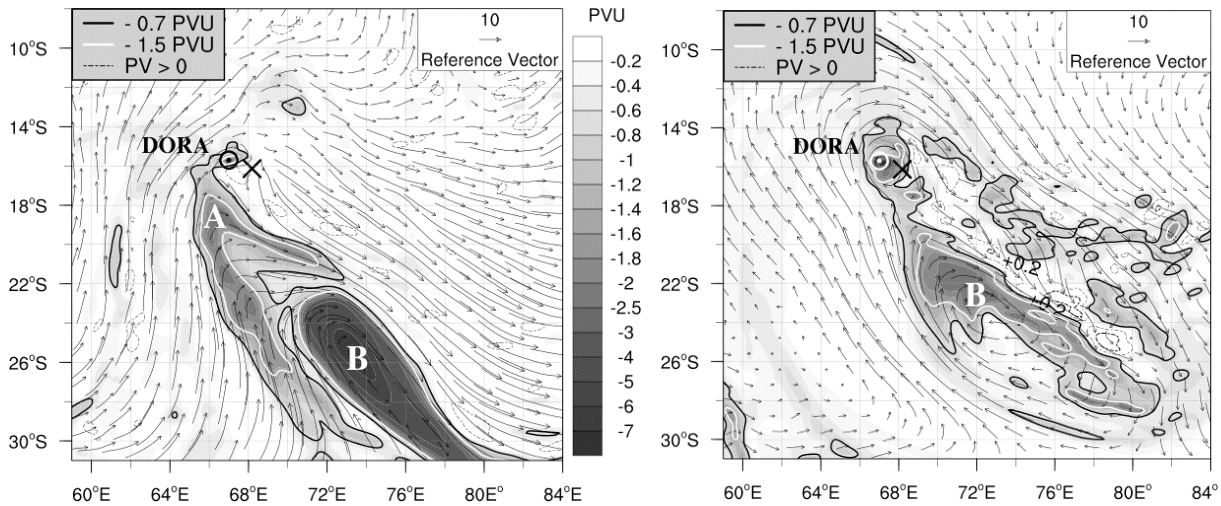 - 0.7 PVU
- 1.5 PVU
PV > 0
10
Reference Vector
PVU
10°S
14°S
18°S
22°S
26°S
30°S
DORA
A
B
60°E
64°E
68°E
72°E
76°E
80°E
84°E
-0.2
-0.4
-0.6
-0.8
-1
-1.2
-1.4
-1.6
-1.8
-2
-2.5
-3
-4
-5
-6
-7
- 0.7 PVU
- 1.5 PVU
PV > 0
10
Reference Vector
10°S
14°S
18°S
22°S
26°S
30°S
DORA
+0.2
B
60°E
64°E
68°E
72°E
76°E
80°E
84°